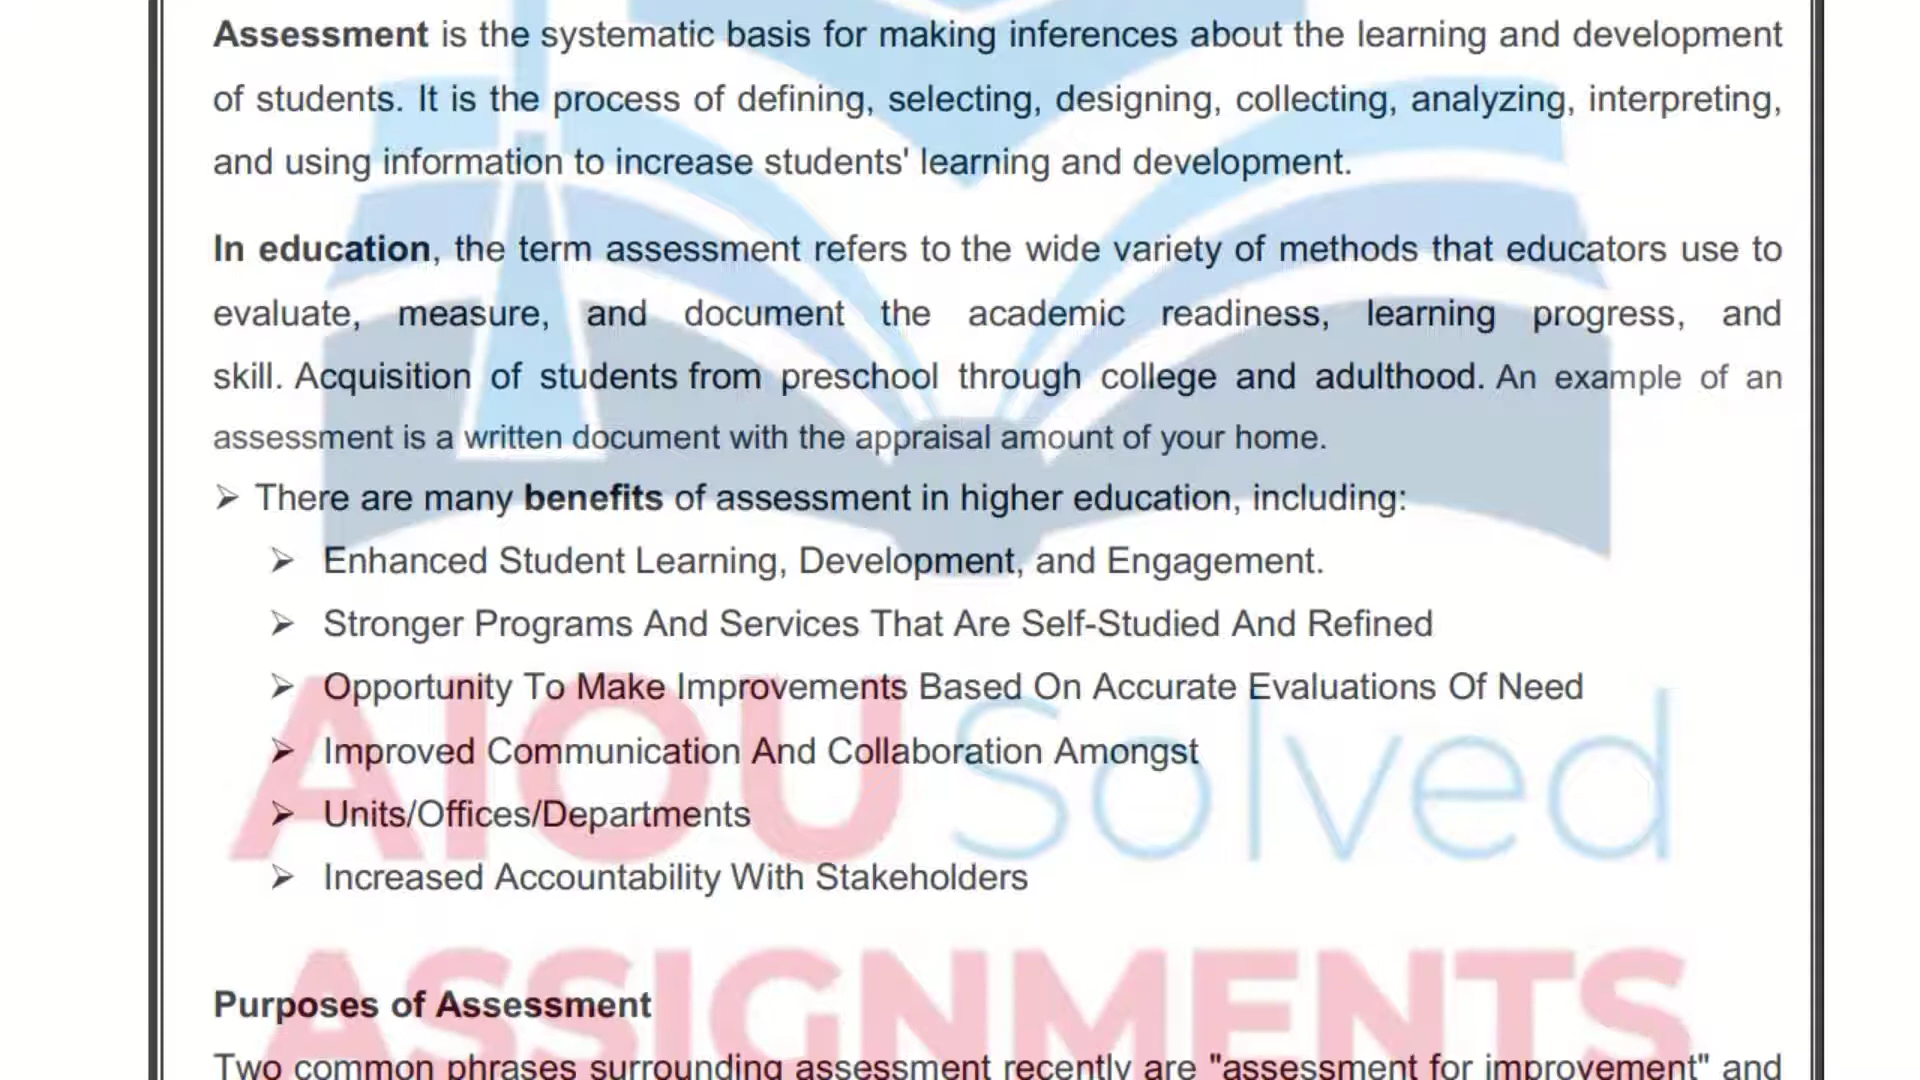 Assessment is the systematic basis for making inferences about the learning and development
of students. It is the process of defining, selecting, designing, collecting, analyzing, interpreting,
and using information to increase students' learning and development.
In education, the term assessment refers to the wide variety of methods that educators use to
evaluate, measure, and document the academic readiness, learning progress, and
skill. Acquisition of students from preschool through college and adulthood. An example of an
assessment is a written document with the appraisal amount of your home.
➢ There are many benefits of assessment in higher education, including:
➢ Enhanced Student Learning, Development, and Engagement.
➢ Stronger Programs And Services That Are Self-Studied And Refined
➢ Opportunity To Make Improvements Based On Accurate Evaluations Of Need
➢ Improved Communication And Collaboration Amongst
➢ Units/Offices/Departments
➢ Increased Accountability With Stakeholders
AIOU Solved
ASSIGNMENTS
Purposes of Assessment
Two common phrases surrounding assessment recently are "assessment for improvement" and